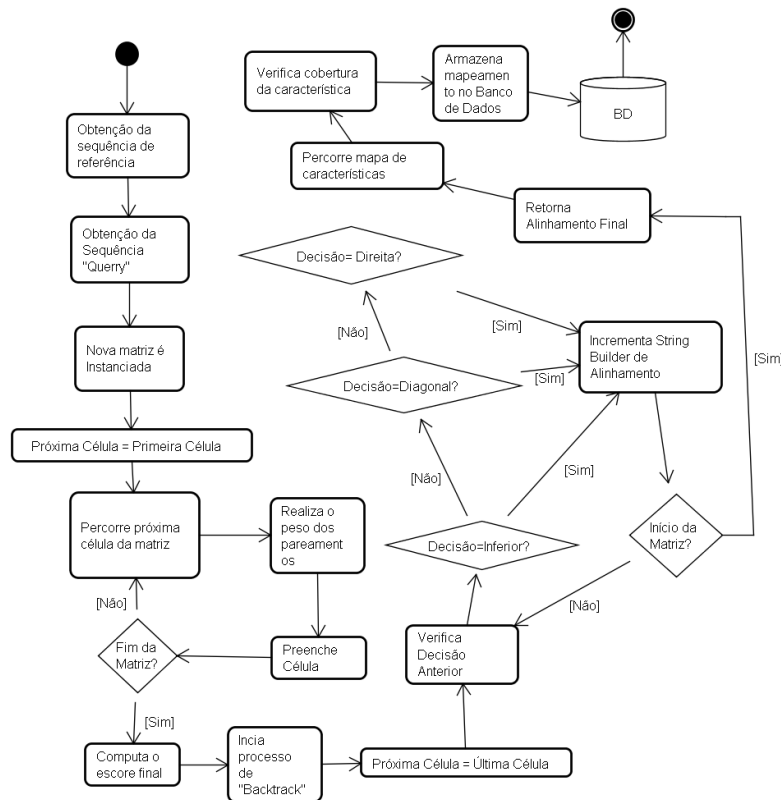 Obtenção da
sequência de
referência
Obtenção da
Sequência
"Querry"
Nova matriz é
Instanciada
Próxima Célula = Primeira Célula
Percorre próxima
célula da matriz
Realiza o
peso dos
pareament
os
Preenche
Célula
Fim da
Matriz?
[Não]
[Sim]
Computa o
escore final
Incia
processo
de
"Backtrack"
Próxima Célula = Última Célula
Verifica
Decisão
Anterior
Decisão=Inferior?
[Não]
[Sim]
Decisão=Diagonal?
[Não]
[Sim]
Decisão= Direita?
[Sim]
Incrementa String
Builder de
Alinhamento
Início da
Matriz?
[Não]
[Sim]
Retorna
Alinhamento Final
Percorre mapa de
características
Verifica cobertura
da característica
Armazena
mapeamen
to no Banco
de Dados
BD